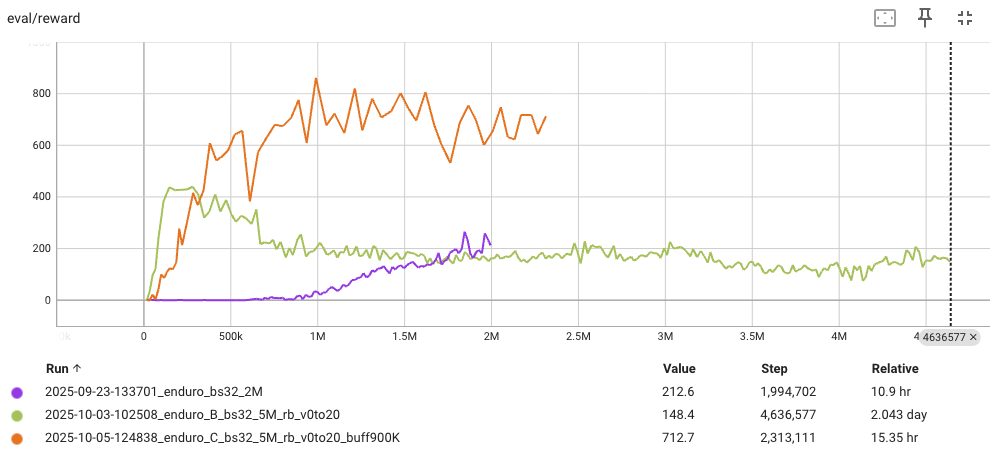 eval/reward
800
600
400
200
0
0 500k 1M 1.5M 2M 2.5M 3M 3.5M 4M 4636577 ✕
Run ↑ Value Step Relative
2025-09-23-133701_enduro_bs32_2M 212.6 1,994,702 10.9 hr
2025-10-03-102508_enduro_B_bs32_5M_rb_v0to20 148.4 4,636,577 2.043 day
2025-10-05-124838_enduro_C_bs32_5M_rb_v0to20_buff900K 712.7 2,313,111 15.35 hr